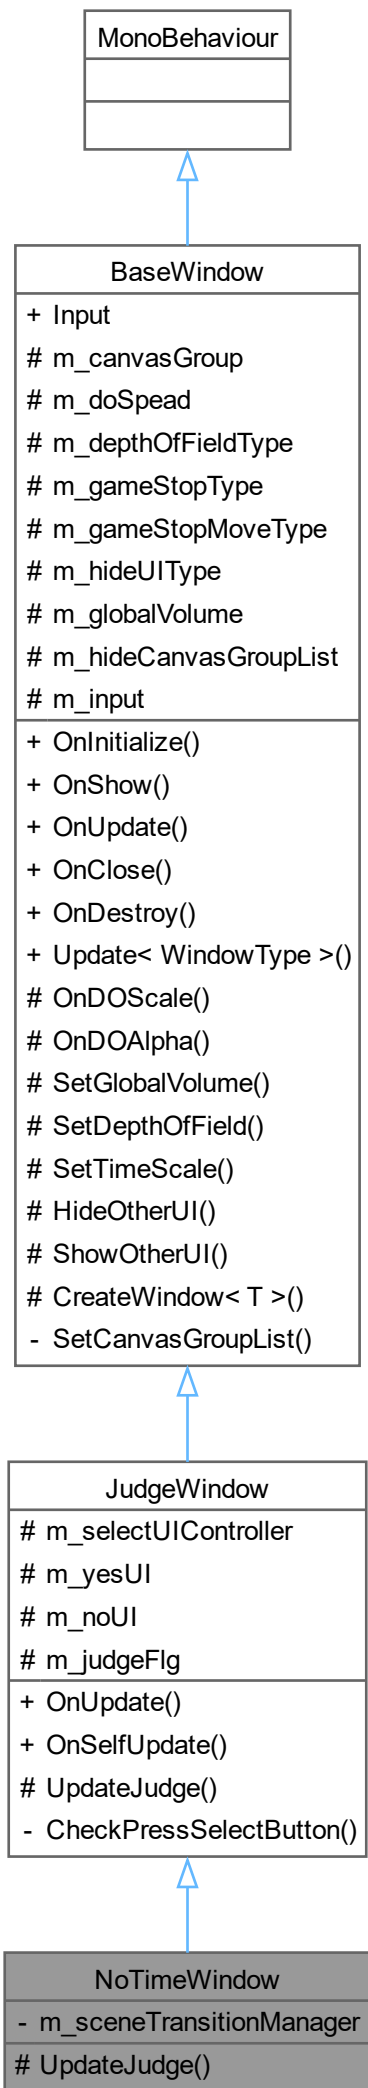 MonoBehaviour
BaseWindow
+ Input
# m_canvasGroup
# m_doSpead
# m_depthOfFieldType
# m_gameStopType
# m_gameStopMoveType
# m_hideUIType
# m_globalVolume
# m_hideCanvasGroupList
# m_input
+ OnInitialize()
+ OnShow()
+ OnUpdate()
+ OnClose()
+ OnDestroy()
+ Update< WindowType >()
# OnDOScale()
# OnDOAlpha()
# SetGlobalVolume()
# SetDepthOfField()
# SetTimeScale()
# HideOtherUI()
# ShowOtherUI()
# CreateWindow< T >()
- SetCanvasGroupList()
JudgeWindow
# m_selectUIController
# m_yesUI
# m_noUI
# m_judgeFlg
+ OnUpdate()
+ OnSelfUpdate()
# UpdateJudge()
- CheckPressSelectButton()
NoTimeWindow
- m_sceneTransitionManager
# UpdateJudge()